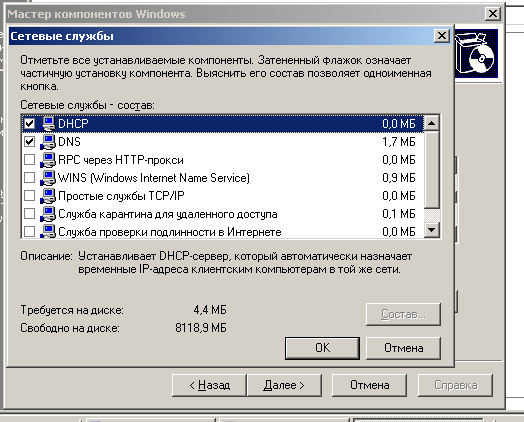 Мастер компонентов Windows
Сетевые службы
Отметьте все устанавливаемые компоненты. Затененный флажок означает
частичную установку компонента. Выяснить его состав позволяет одноименная
кнопка.
Сетевые службы - состав:
DHCP 0,0 МБ
DNS 1,7 МБ
RPC через HTTP-прокси 0,0 МБ
WINS (Windows Internet Name Service) 0,9 МБ
Простые службы TCP/IP 0,0 МБ
Служба карантина для удаленного доступа 0,1 МБ
Служба проверки подлинности в Интернете 0,0 МБ
Описание: Устанавливает DHCP-сервер, который автоматически назначает
временные IP-адреса клиентским компьютерам в той же сети.
Требуется на диске: 4,4 МБ
Свободно на диске: 8118,9 МБ
Состав...
OK Отмена
< Назад Далее > Отмена Справка